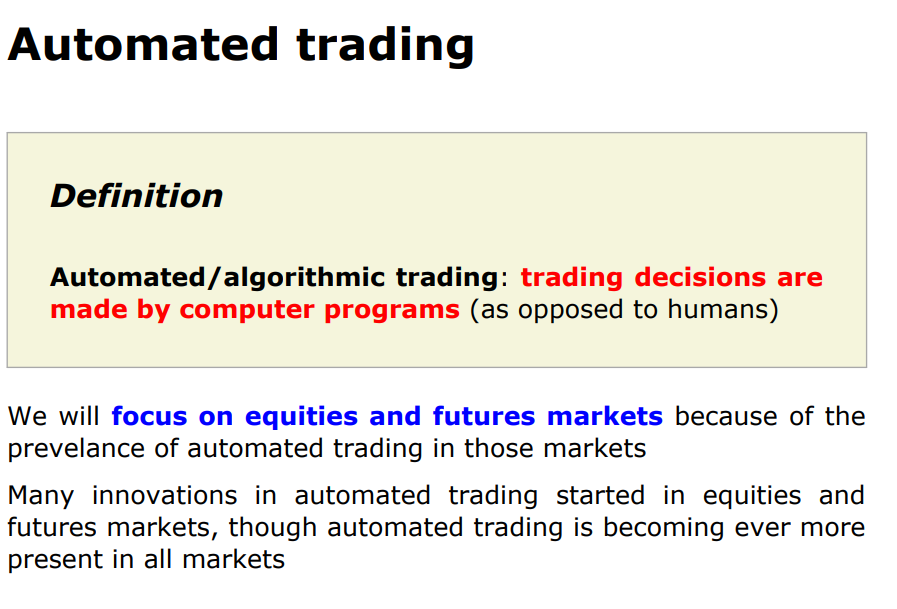 Automated trading
Definition
Automated/algorithmic trading: trading decisions are
made by computer programs (as opposed to humans)
We will focus on equities and futures markets because of the
prevelance of automated trading in those markets
Many innovations in automated trading started in equities and
futures markets, though automated trading is becoming ever more
present in all markets